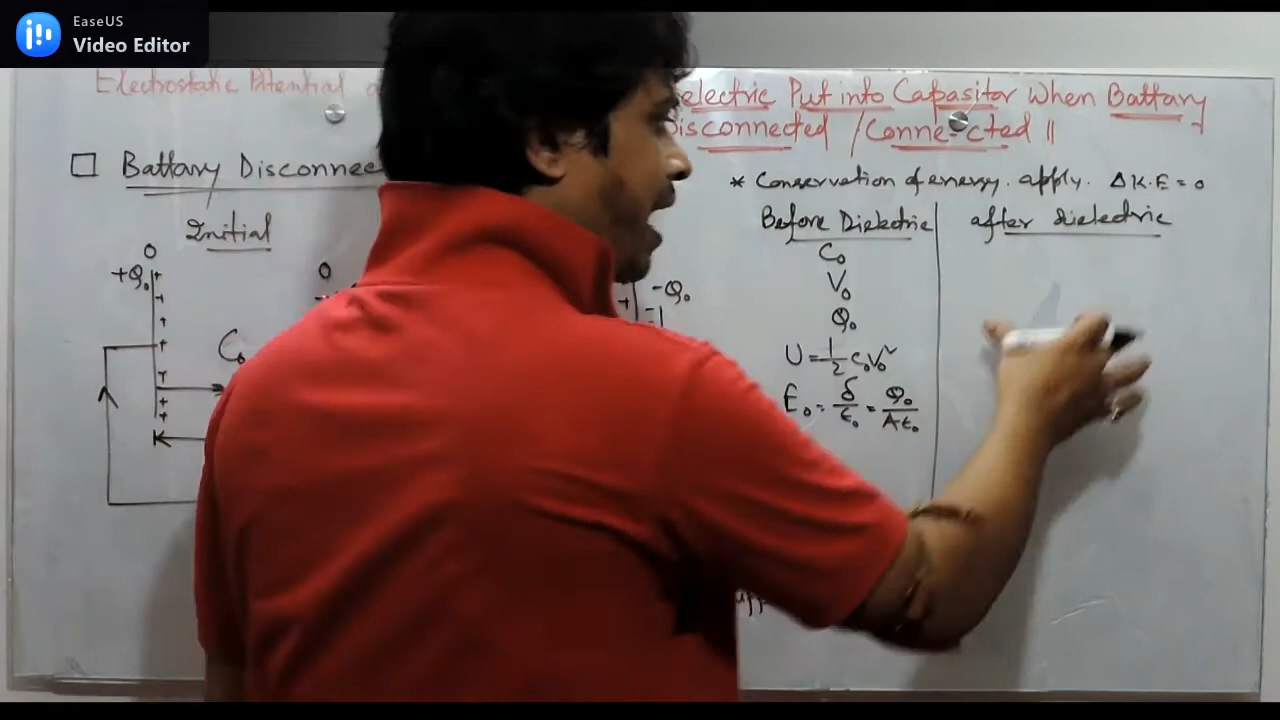 EaseUS
Video Editor
Electrostatic Potential
electric Put into Capasitor When Battary
Disconnected / Connected ||
Battary Disconnec
* Conservation of energy. apply. Δ K.E = 0
Initial
Before Dielectric
after dielectric
0
+Q₀
C₀
0
-Q₀
C₀
V₀
Q₀
U = 1/2 C₀V₀²
E₀ = δ/ε₀ = Q₀/Aε₀
K